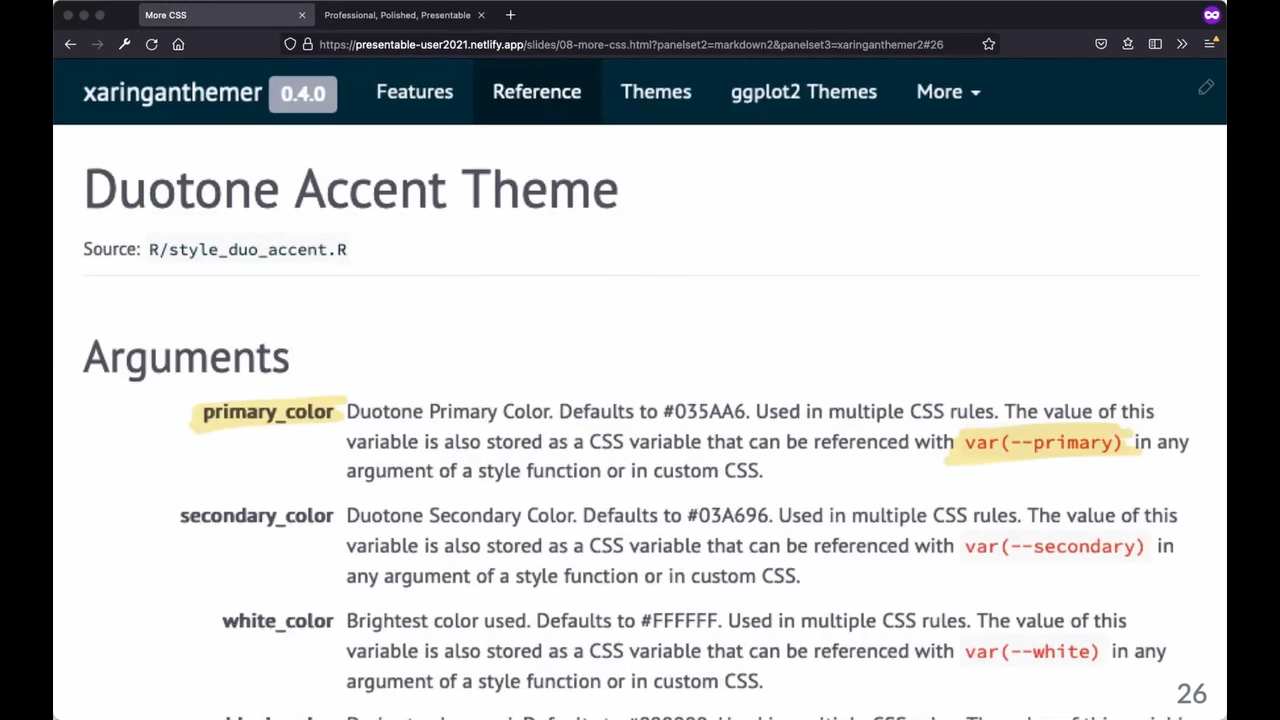 More CSS
Professional, Polished, Presentable
https://presentable-user2021.netlify.app/slides/08-more-css.html?panelset2=markdown2&panelset3=xaringanthemer2#26
xaringanthemer 0.4.0 Features Reference Themes ggplot2 Themes More
Duotone Accent Theme
Source: R/style_duo_accent.R
Arguments
primary_color Duotone Primary Color. Defaults to #035AA6. Used in multiple CSS rules. The value of this
variable is also stored as a CSS variable that can be referenced with var(--primary) in any
argument of a style function or in custom CSS.
secondary_color Duotone Secondary Color. Defaults to #03A696. Used in multiple CSS rules. The value of this
variable is also stored as a CSS variable that can be referenced with var(--secondary) in
any argument of a style function or in custom CSS.
white_color Brightest color used. Defaults to #FFFFFF. Used in multiple CSS rules. The value of this
variable is also stored as a CSS variable that can be referenced with var(--white) in any
argument of a style function or in custom CSS.
26